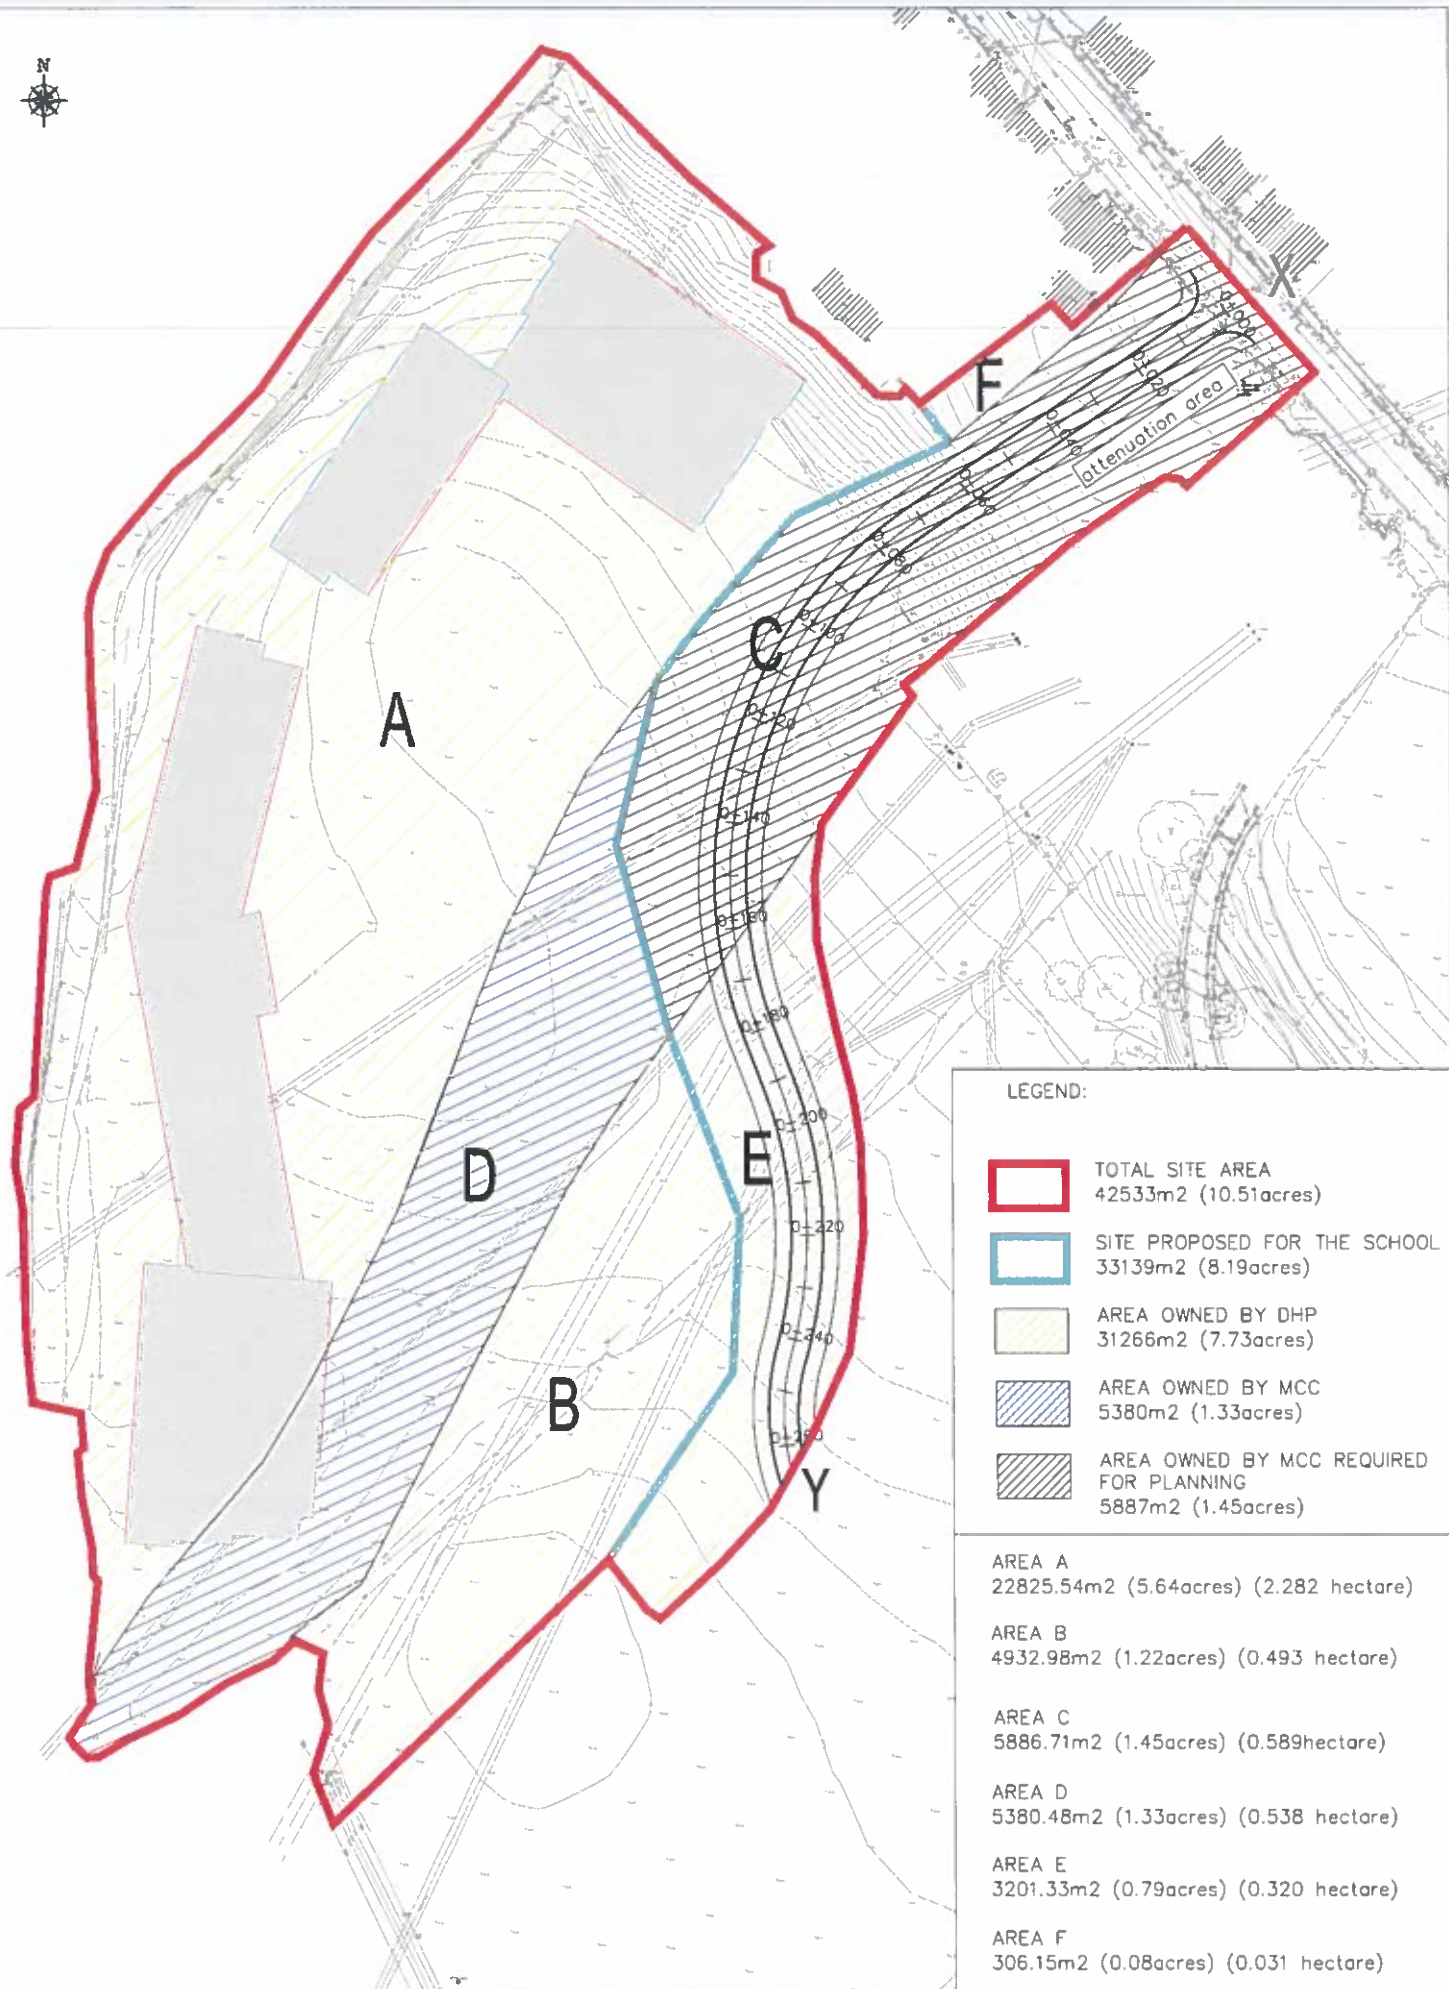 N
X
0+000
F
0+020
attenuation area
0+040
0+060
0+080
C
0+100
A
0+120
0+140
0+160
0+180
LEGEND:
0+200
E
D
TOTAL SITE AREA
42533m2 (10.51acres)
0+220
SITE PROPOSED FOR THE SCHOOL
33139m2 (8.19acres)
0+240
AREA OWNED BY DHP
31266m2 (7.73acres)
B
AREA OWNED BY MCC
5380m2 (1.33acres)
0+260
Y
AREA OWNED BY MCC REQUIRED
FOR PLANNING
5887m2 (1.45acres)
AREA A
22825.54m2 (5.64acres) (2.282 hectare)
AREA B
4932.98m2 (1.22acres) (0.493 hectare)
AREA C
5886.71m2 (1.45acres) (0.589hectare)
AREA D
5380.48m2 (1.33acres) (0.538 hectare)
AREA E
3201.33m2 (0.79acres) (0.320 hectare)
AREA F
306.15m2 (0.08acres) (0.031 hectare)